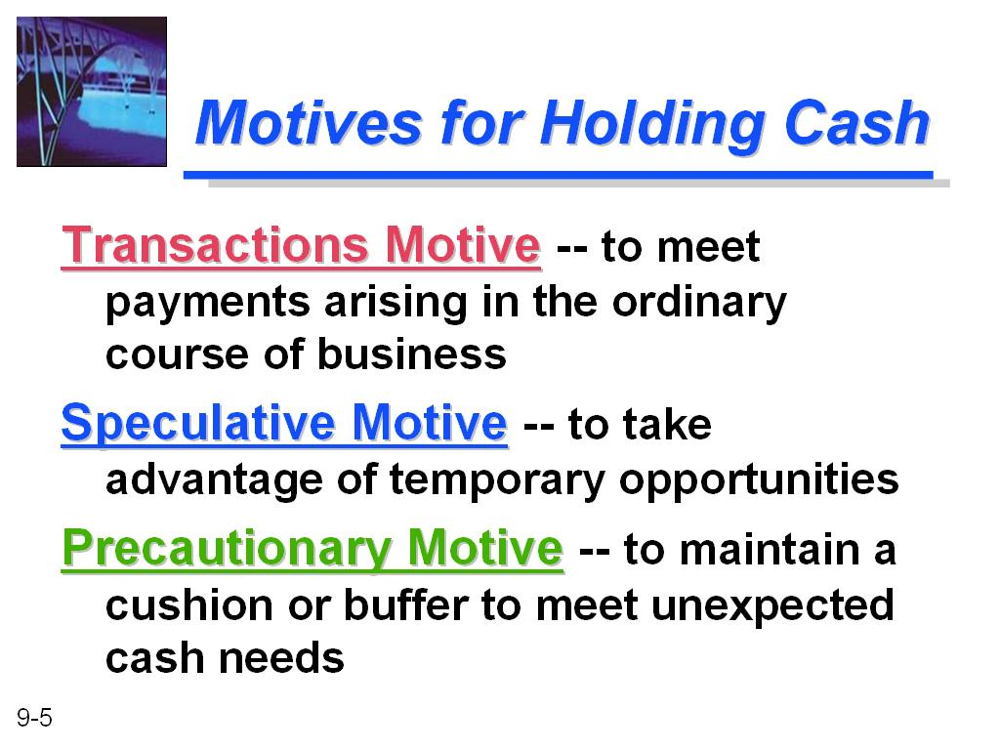 Motives for Holding Cash
Transactions Motive -- to meet
payments arising in the ordinary
course of business
Speculative Motive -- to take
advantage of temporary opportunities
Precautionary Motive -- to maintain a
cushion or buffer to meet unexpected
cash needs
9-5